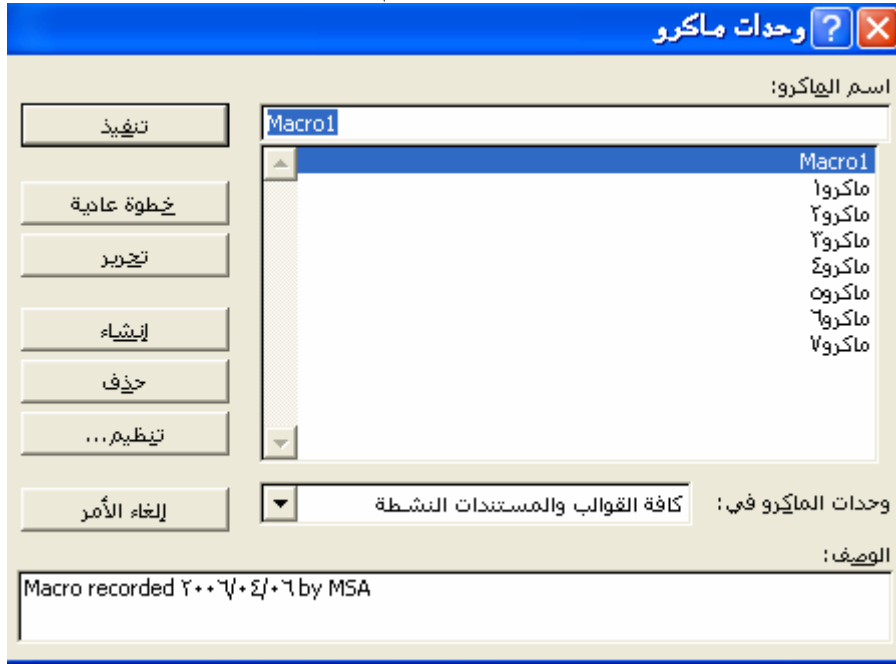 وحدات ماكرو
اسم الماكرو:
Macro1
تنفيذ
Macro1
ماكرو١
ماكرو٢
ماكرو٣
ماكرو٤
ماكرو٥
ماكرو٦
ماكرو٧
خطوة عادية
تحرير
إنشاء
حذف
تنظيم...
وحدات الماكرو في:
كافة القوالب والمستندات النشطة
إلغاء الأمر
الوصف:
Macro recorded ٢٠٠٦/٠٤/٠٦ by MSA